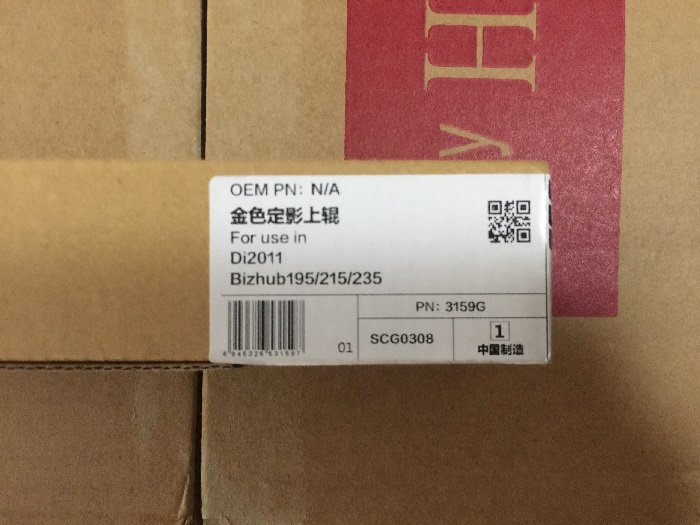 y H
OEM PN: N/A
金色定影上辊
For use in
Di2011
Bizhub195/215/235
PN: 3159G
01
SCG0308
1
中国制造